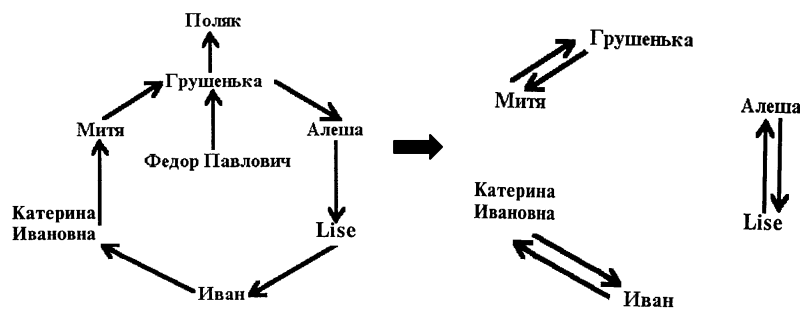 Поляк
Грушенька
Митя
Алеша
Федор Павлович
Катерина
Ивановна
Lise
Иван
Грушенька
Митя
Алеша
Катерина
Ивановна
Lise
Иван